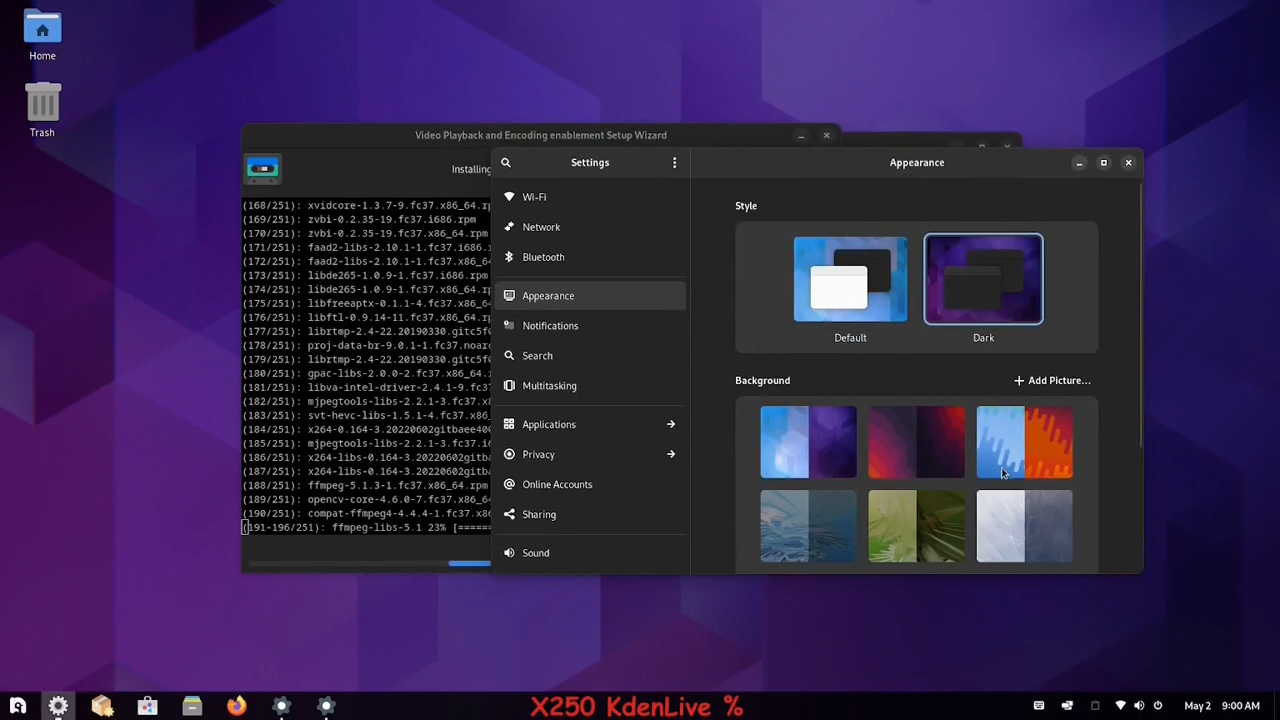 Home
Trash
Video Playback and Encoding enablement Setup Wizard
Installing
(168/251): xvidcore-1.3.7-9.fc37.x86_64.rp
(169/251): zvbi-0.2.35-19.fc37.i686.rpm
(170/251): zvbi-0.2.35-19.fc37.x86_64.rpm
(171/251): faad2-libs-2.10.1-1.fc37.i686.
(172/251): faad2-libs-2.10.1-1.fc37.x86_6
(173/251): libde265-1.0.9-1.fc37.i686.rpm
(174/251): libde265-1.0.9-1.fc37.x86_64.r
(175/251): libfreeaptx-0.1.1-4.fc37.x86_6
(176/251): libftl-0.9.14-11.fc37.x86_64.r
(177/251): librtmp-2.4-22.20190330.gitc5f
(178/251): proj-data-br-9.0.1-1.fc37.noar
(179/251): librtmp-2.4-22.20190330.gitc5f
(180/251): gpac-libs-2.0.0-2.fc37.x86_64.
(181/251): libva-intel-driver-2.4.1-9.fc37
(182/251): mjpegtools-libs-2.2.1-3.fc37.x
(183/251): svt-hevc-libs-1.5.1-4.fc37.x86
(184/251): x264-0.164-3.20220602gitbaee40
(185/251): mjpegtools-libs-2.2.1-3.fc37.i
(186/251): x264-libs-0.164-3.20220602gitb
(187/251): x264-libs-0.164-3.20220602gitb
(188/251): ffmpeg-5.1.3-1.fc37.x86_64.rpm
(189/251): opencv-core-4.6.0-7.fc37.x86_6
(190/251): compat-ffmpeg4-4.4.4-1.fc37.x86
(191-196/251): ffmpeg-libs-5.1 23% [=====
Settings
Wi-Fi
Network
Bluetooth
Appearance
Notifications
Search
Multitasking
Applications
Privacy
Online Accounts
Sharing
Sound
Appearance
Style
Default
Dark
Background
+ Add Picture...
X250 KdenLive %
May 2 9:00 AM